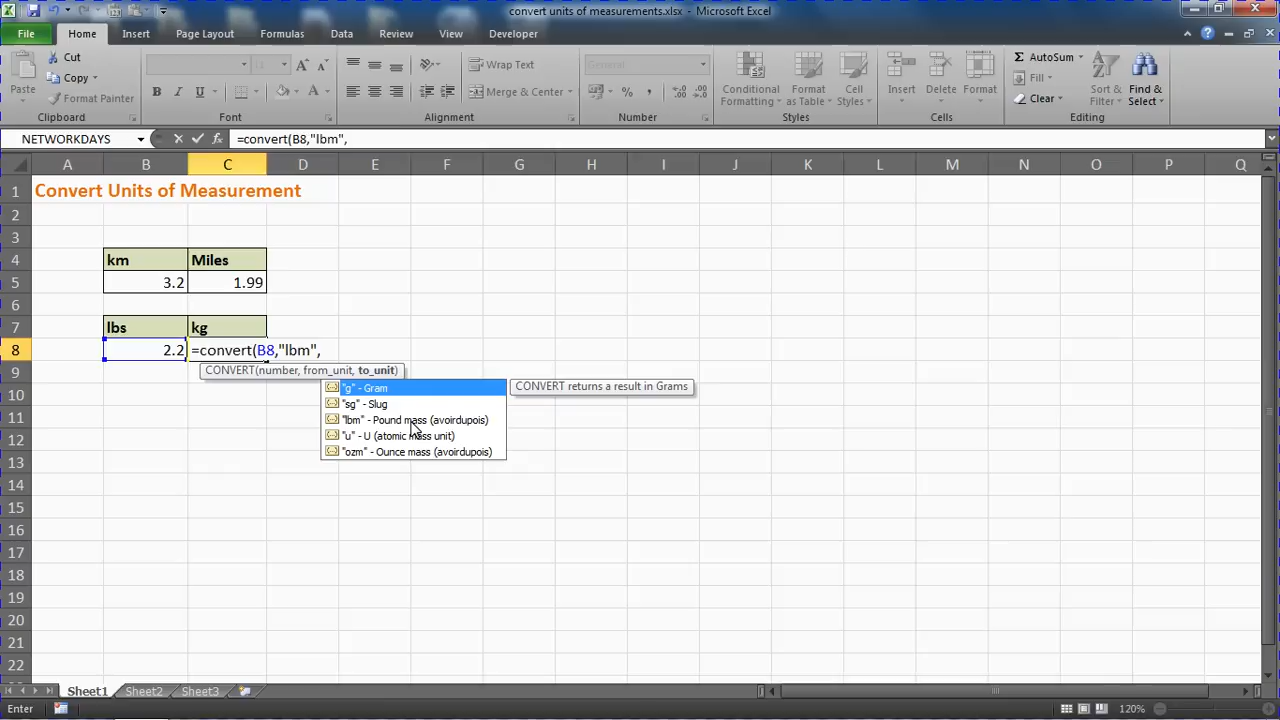 convert units of measurements.xlsx - Microsoft Excel
File Home Insert Page Layout Formulas Data Review View Developer
Paste
Cut
Copy
Format Painter
Clipboard
B I U
A A
Font
Wrap Text
Merge & Center
Alignment
General
% ,
Number
Conditional Formatting
Format as Table
Cell Styles
Styles
Insert Delete Format
Cells
AutoSum
Fill
Clear
Sort & Filter
Find & Select
Editing
NETWORKDAYS fx =convert(B8,"lbm",
A B C D E F G H I J K L M N O P Q
1 Convert Units of Measurement
2
3
4 km Miles
5 3.2 1.99
6
7 lbs kg
8 2.2 =convert(B8,"lbm",
9 CONVERT(number, from_unit, to_unit)
"g" - Gram CONVERT returns a result in Grams
10 "sg" - Slug
11 "lbm" - Pound mass (avoirdupois)
12 "u" - U (atomic mass unit)
"ozm" - Ounce mass (avoirdupois)
13
14
15
16
17
18
19
20
21
22
Sheet1 Sheet2 Sheet3
Enter 120%